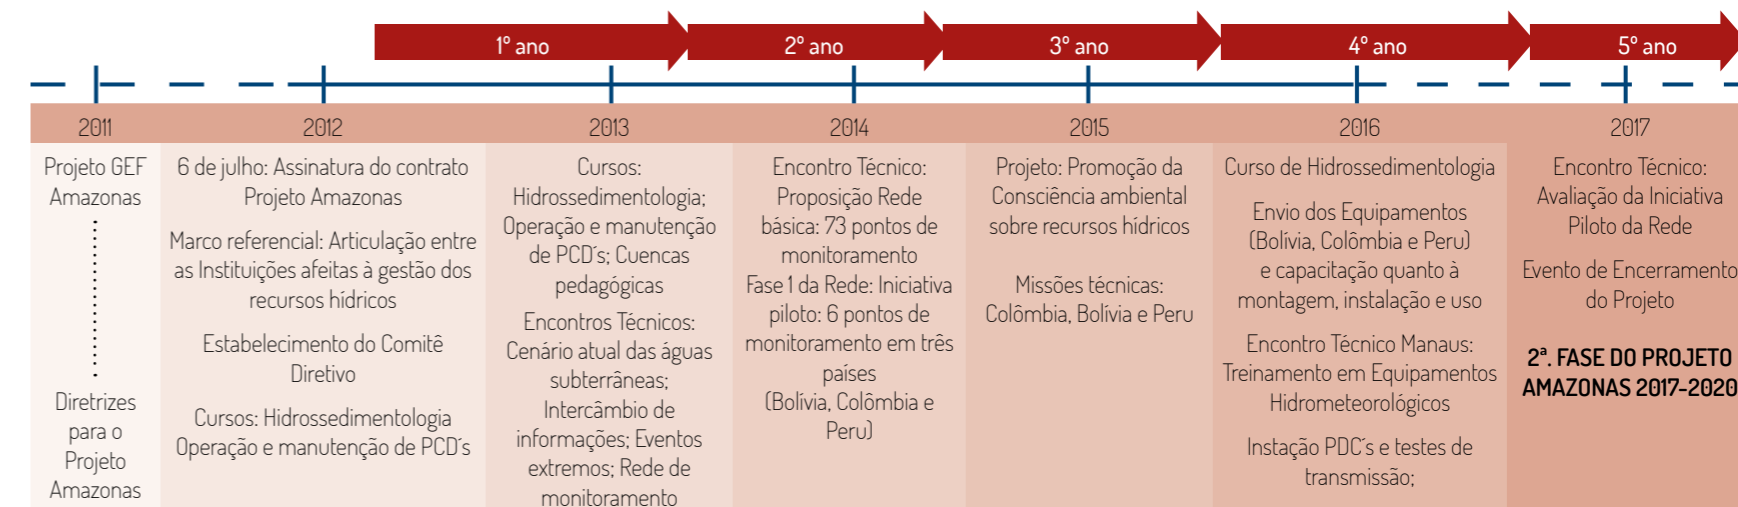 1º ano
2º ano
3º ano
4º ano
5º ano
2011
2012
2013
2014
2015
2016
2017
Projeto GEF
Amazonas
Diretrizes
para o
Projeto
Amazonas
6 de julho: Assinatura do contrato
Projeto Amazonas
Marco referencial: Articulação entre
as Instituições afeitas à gestão dos
recursos hídricos
Estabelecimento do Comitê
Diretivo
Cursos: Hidrossedimentologia
Operação e manutenção de PCD´s
Cursos:
Hidrossedimentologia;
Operação e manutenção
de PCD´s; Cuencas
pedagógicas
Encontros Técnicos:
Cenário atual das águas
subterrâneas;
Intercâmbio de
informações; Eventos
extremos; Rede de
monitoramento
Encontro Técnico:
Proposição Rede
básica: 73 pontos de
monitoramento
Fase 1 da Rede: Iniciativa
piloto: 6 pontos de
monitoramento em três
países
(Bolívia, Colômbia e
Peru)
Projeto: Promoção da
Consciência ambiental
sobre recursos hídricos
Missões técnicas:
Colômbia, Bolívia e Peru
Curso de Hidrossedimentologia
Envio dos Equipamentos
(Bolívia, Colômbia e Peru)
e capacitação quanto à
montagem, instalação e uso
Encontro Técnico Manaus:
Treinamento em Equipamentos
Hidrometeorológicos
Instação PDC´s e testes de
transmissão;
Encontro Técnico:
Avaliação da Iniciativa
Piloto da Rede
Evento de Encerramento
do Projeto
2ª. FASE DO PROJETO
AMAZONAS 2017-2020